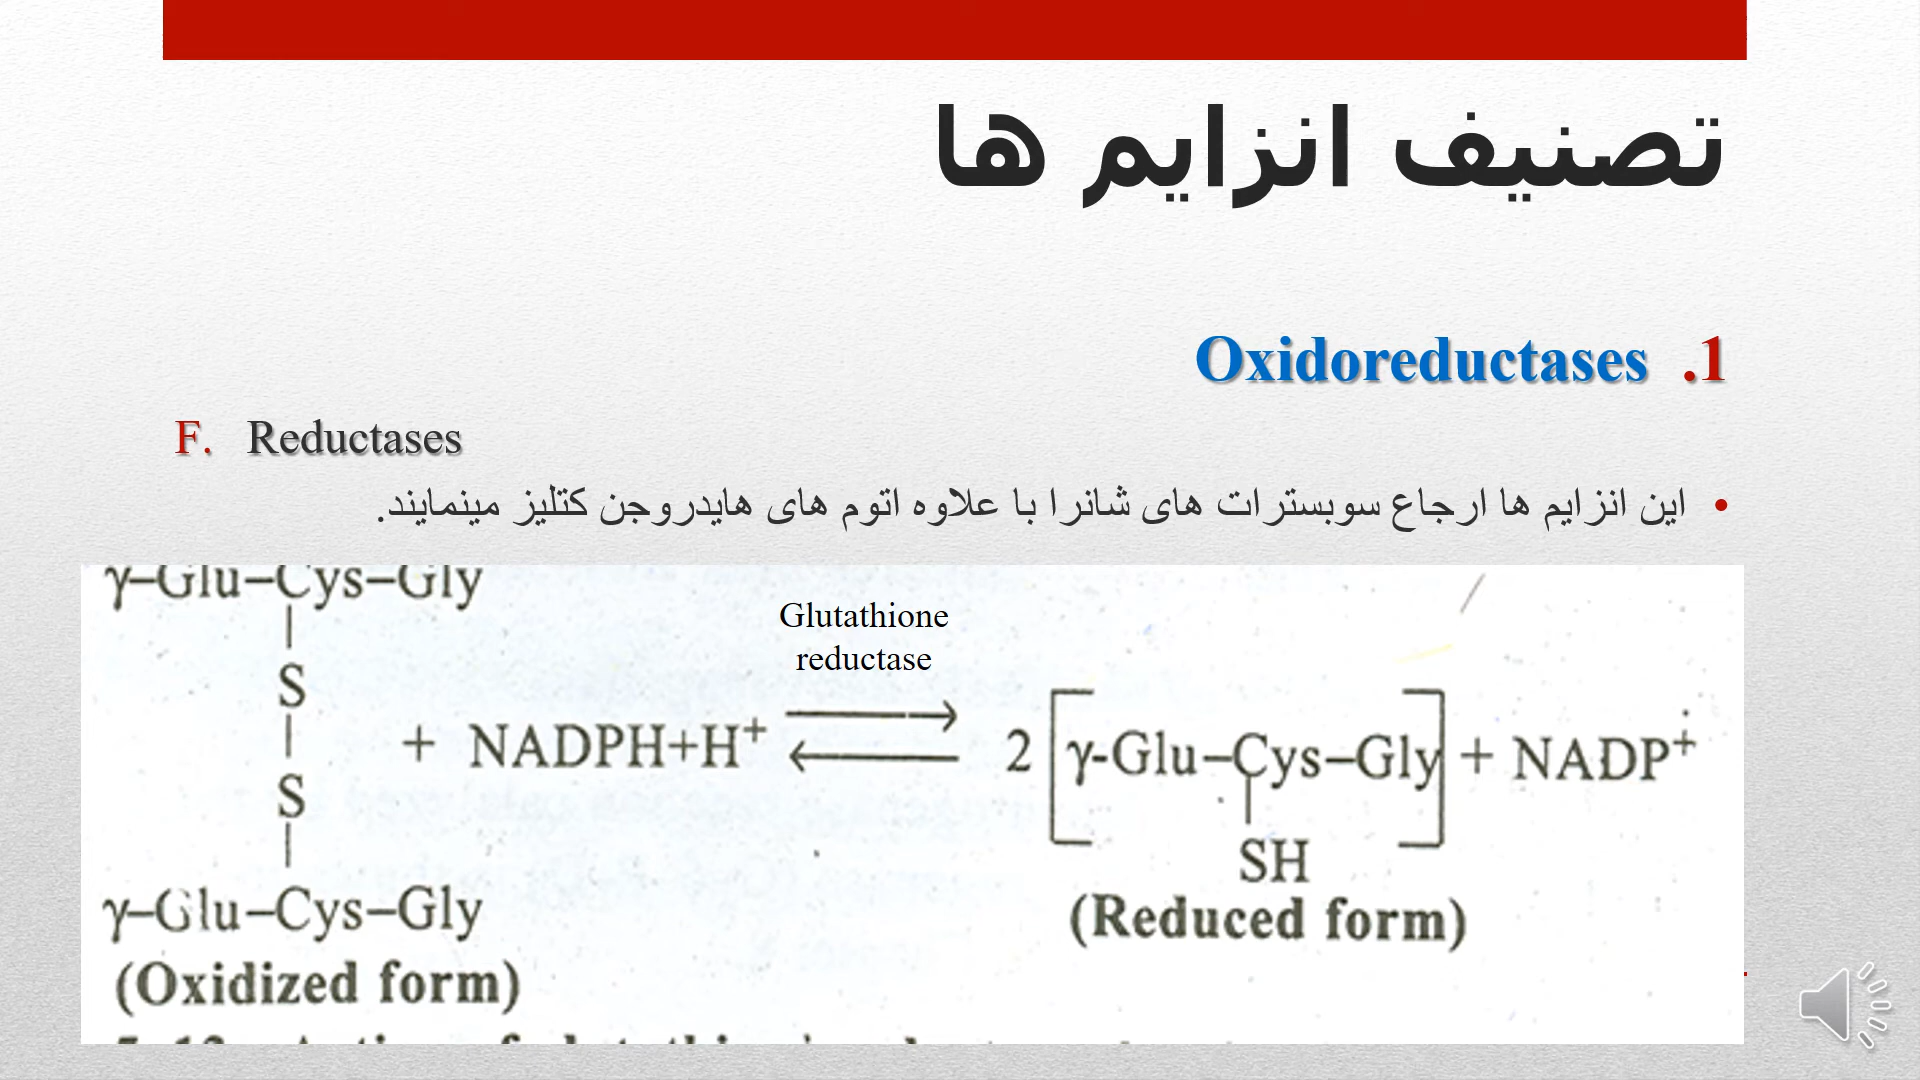 تصنیف انزایم ها
1. Oxidoreductases
F. Reductases
• این انزایم ها ارجاع سوبسترات های شانرا با علاوه اتوم های هایدروجن کتلیز مینمایند.
γ–Glu–Cys–Gly
S
S
γ–Glu–Cys–Gly
(Oxidized form)
+ NADPH+H⁺
Glutathione
reductase
2 [γ-Glu–Cys–Gly] + NADP⁺
SH
(Reduced form)